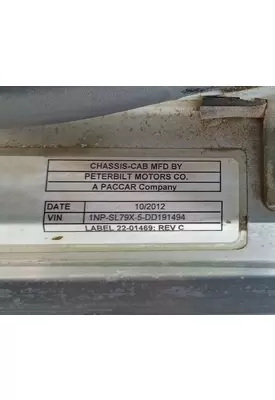 CHASSIS-CAB MFD BY
PETERBILT MOTORS CO.
A PACCAR Company
DATE 10/2012
VIN 1NP-SL79X-5-DD191494
LABEL 22-01469: REV C